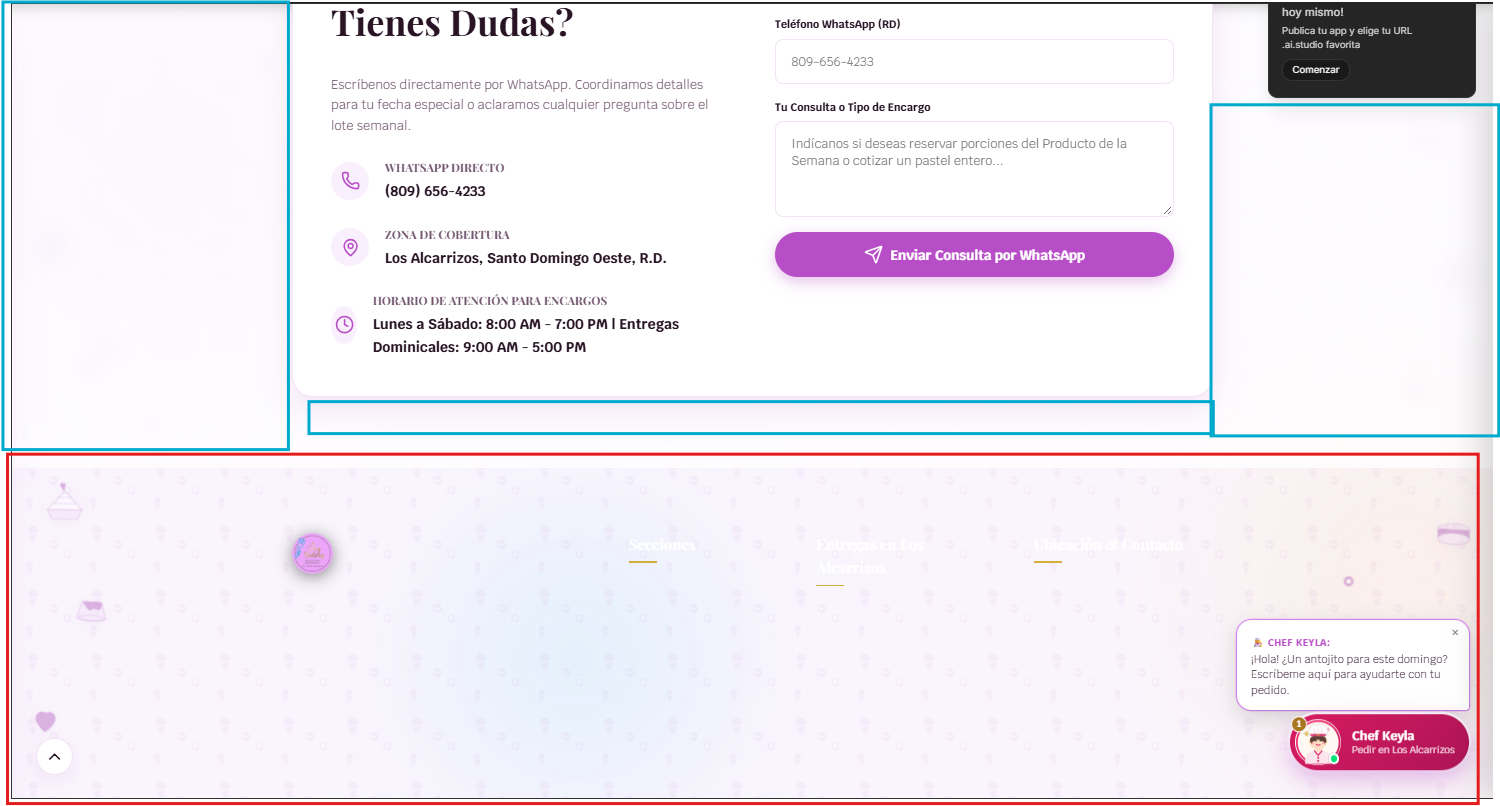 Tienes Dudas?
Escríbenos directamente por WhatsApp. Coordinamos detalles
para tu fecha especial o aclaramos cualquier pregunta sobre el
lote semanal.
WHATSAPP DIRECTO
(809) 656-4233
ZONA DE COBERTURA
Los Alcarrizos, Santo Domingo Oeste, R.D.
HORARIO DE ATENCIÓN PARA ENCARGOS
Lunes a Sábado: 8:00 AM - 7:00 PM | Entregas
Dominicales: 9:00 AM - 5:00 PM
Teléfono WhatsApp (RD)
809-656-4233
Tu Consulta o Tipo de Encargo
Indícanos si deseas reservar porciones del Producto de la
Semana o cotizar un pastel entero...
Enviar Consulta por WhatsApp
hoy mismo!
Publica tu app y elige tu URL
.ai.studio favorita
Comenzar
Secciones
Entregas en Los
Alcarrizos
Ubicación & Contacto
CHEF KEYLA:
¡Hola! ¿Un antojito para este domingo?
Escríbeme aquí para ayudarte con tu
pedido.
1
Chef Keyla
Pedir en Los Alcarrizos